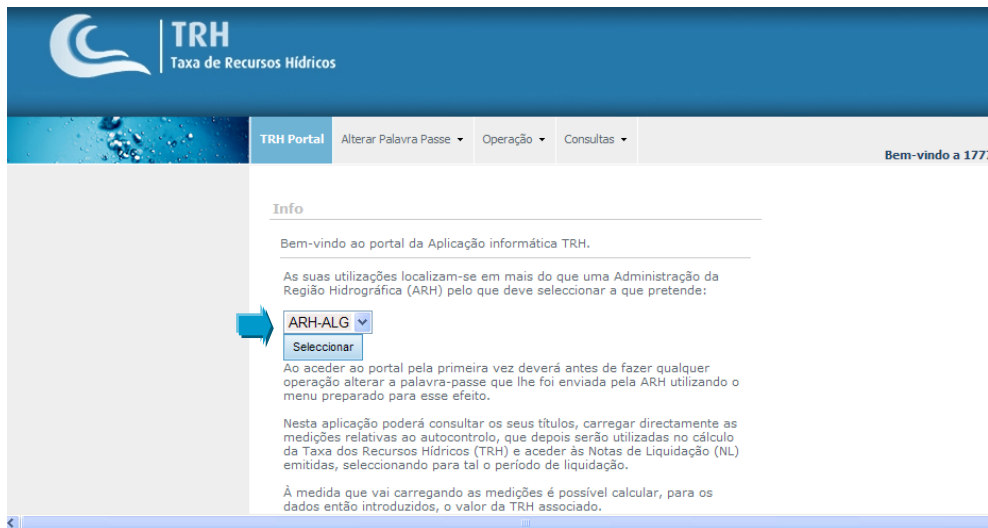 TRH
Taxa de Recursos Hídricos
TRH Portal
Alterar Palavra Passe
Operação
Consultas
Bem-vindo a 177
Info
Bem-vindo ao portal da Aplicação informática TRH.
As suas utilizações localizam-se em mais do que uma Administração da
Região Hidrográfica (ARH) pelo que deve seleccionar a que pretende:
ARH-ALG
Seleccionar
Ao aceder ao portal pela primeira vez deverá antes de fazer qualquer
operação alterar a palavra-passe que lhe foi enviada pela ARH utilizando o
menu preparado para esse efeito.
Nesta aplicação poderá consultar os seus títulos, carregar directamente as
medições relativas ao autocontrolo, que depois serão utilizadas no cálculo
da Taxa dos Recursos Hídricos (TRH) e aceder às Notas de Liquidação (NL)
emitidas, seleccionando para tal o período de liquidação.
À medida que vai carregando as medições é possível calcular, para os
dados então introduzidos, o valor da TRH associado.